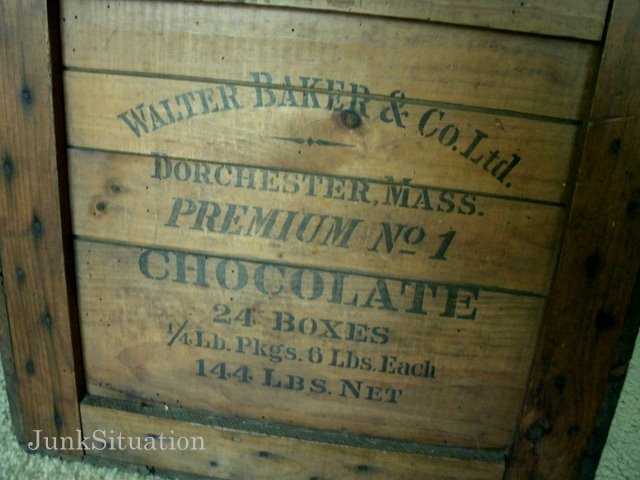 WALTER BAKER & CO. LTD.
DORCHESTER, MASS.
PREMIUM No 1
CHOCOLATE
24 BOXES
1/4 Lb. Pkgs. 6 Lbs. Each
144 LBS. NET
JunkSituation